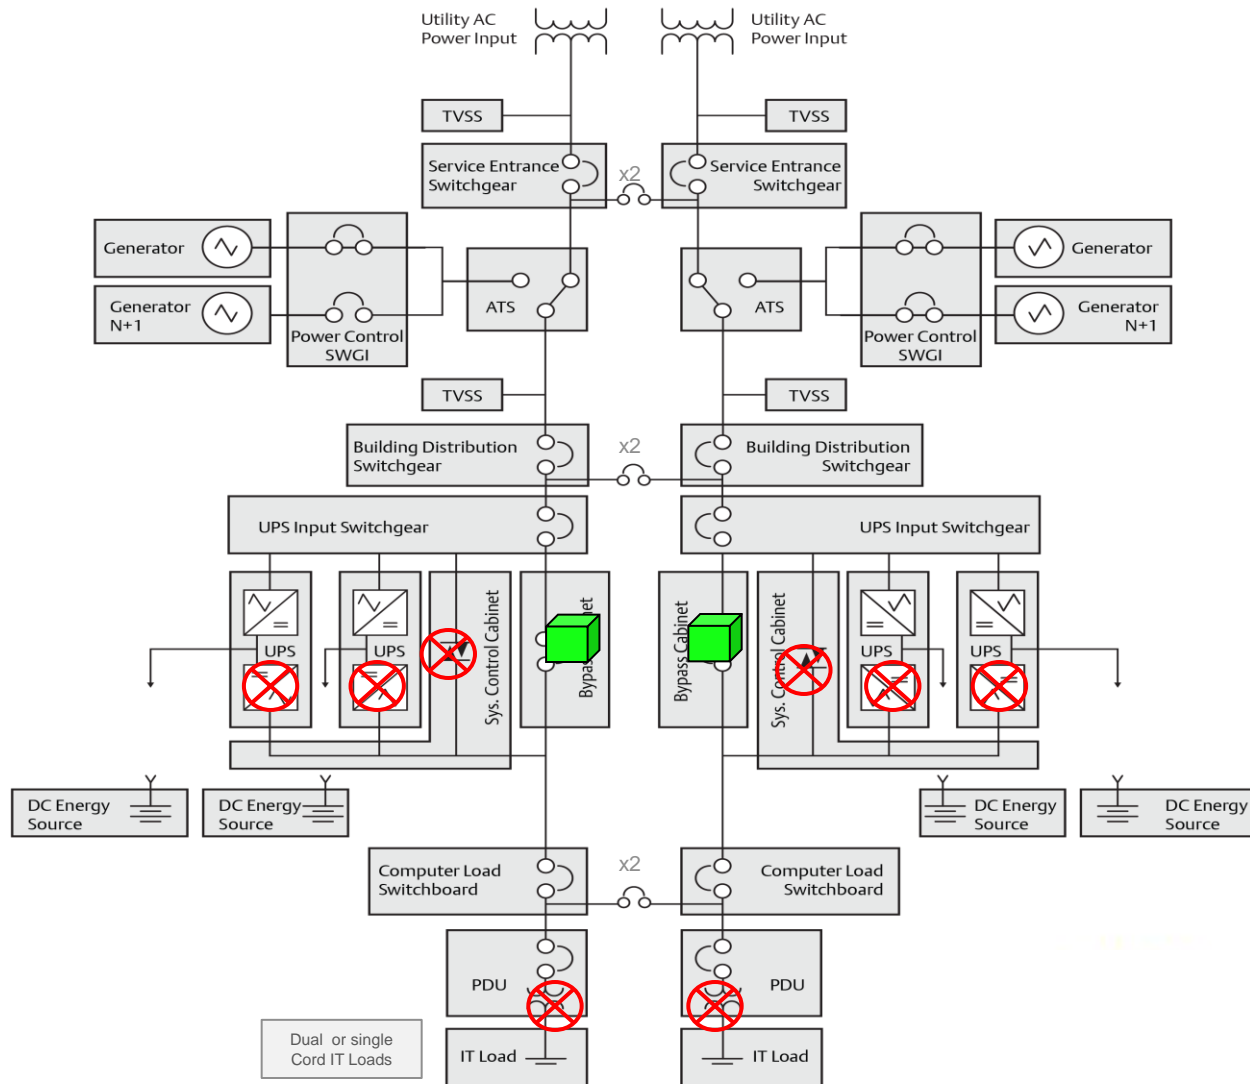 Utility AC
Power Input
Utility AC
Power Input
TVSS
TVSS
Service Entrance
Switchgear
x2
Service Entrance
Switchgear
Generator
Generator
N+1
Power Control
SWGI
ATS
ATS
Power Control
SWGI
Generator
Generator
N+1
TVSS
TVSS
Building Distribution
Switchgear
x2
Building Distribution
Switchgear
UPS Input Switchgear
UPS Input Switchgear
UPS
UPS
Sys. Control Cabinet
Bypass
Bypass Cabinet
Sys. Control Cabinet
UPS
UPS
DC Energy
Source
DC Energy
Source
DC Energy
Source
DC Energy
Source
Computer Load
Switchboard
x2
Computer Load
Switchboard
PDU
PDU
Dual or single
Cord IT Loads
IT Load
IT Load